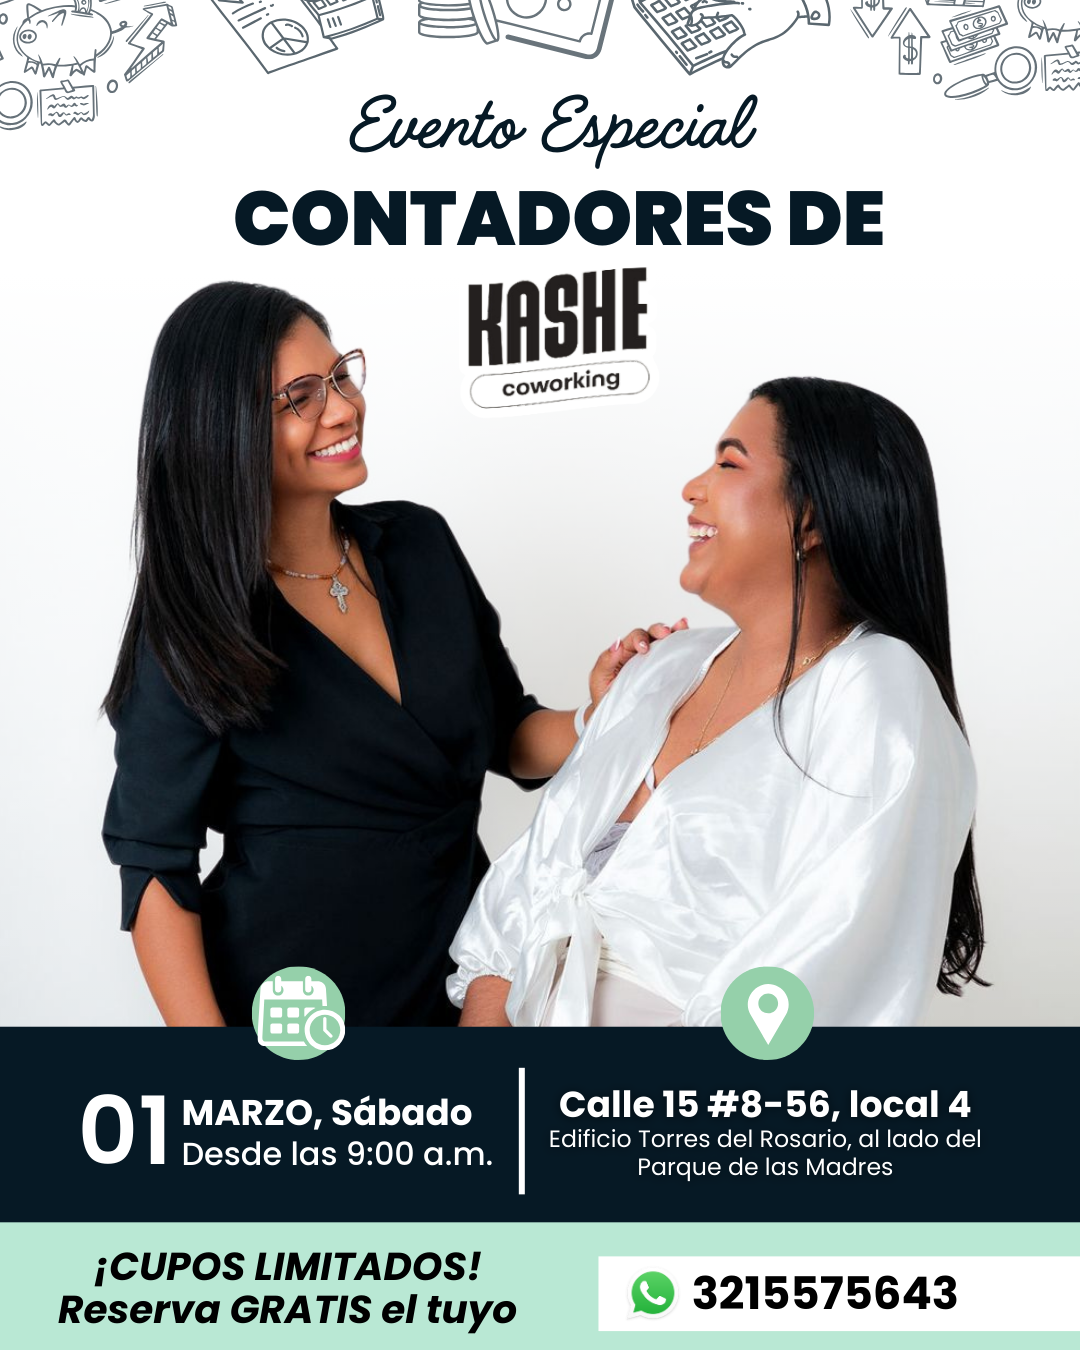 Evento Especial
CONTADORES DE
KASHE
coworking
01
MARZO, Sábado
Desde las 9:00 a.m.
Calle 15 #8-56, local 4
Edificio Torres del Rosario, al lado del
Parque de las Madres
¡CUPOS LIMITADOS!
Reserva GRATIS el tuyo
3215575643